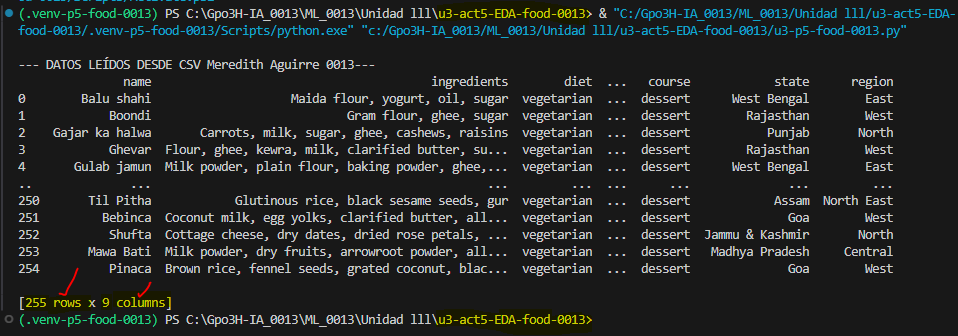 (.venv-p5-food-0013) PS C:\Gpo3H-IA_0013\ML_0013\Unidad lll\u3-act5-EDA-food-0013> & "C:/Gpo3H-IA_0013/ML_0013/Unidad lll/u3-act5-EDA-
food-0013/.venv-p5-food-0013/Scripts/python.exe" "c:/Gpo3H-IA_0013/ML_0013/Unidad lll/u3-act5-EDA-food-0013/u3-p5-food-0013.py"
--- DATOS LEÍDOS DESDE CSV Meredith Aguirre 0013---
name ingredients diet ... course state region
0 Balu shahi Maida flour, yogurt, oil, sugar vegetarian ... dessert West Bengal East
1 Boondi Gram flour, ghee, sugar vegetarian ... dessert Rajasthan West
2 Gajar ka halwa Carrots, milk, sugar, ghee, cashews, raisins vegetarian ... dessert Punjab North
3 Ghevar Flour, ghee, kewra, milk, clarified butter, su... vegetarian ... dessert Rajasthan West
4 Gulab jamun Milk powder, plain flour, baking powder, ghee,... vegetarian ... dessert West Bengal East
.. ... ... ... ... ... ... ...
250 Til Pitha Glutinous rice, black sesame seeds, gur vegetarian ... dessert Assam North East
251 Bebinca Coconut milk, egg yolks, clarified butter, all... vegetarian ... dessert Goa West
252 Shufta Cottage cheese, dry dates, dried rose petals, ... vegetarian ... dessert Jammu & Kashmir North
253 Mawa Bati Milk powder, dry fruits, arrowroot powder, all... vegetarian ... dessert Madhya Pradesh Central
254 Pinaca Brown rice, fennel seeds, grated coconut, blac... vegetarian ... dessert Goa West
[255 rows x 9 columns]
(.venv-p5-food-0013) PS C:\Gpo3H-IA_0013\ML_0013\Unidad lll\u3-act5-EDA-food-0013>